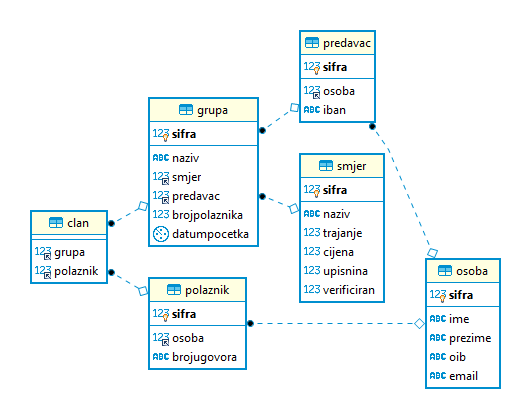 predavac
123 sifra
123 osoba
ABC iban
grupa
123 sifra
ABC naziv
123 smjer
123 predavac
123 brojpolaznika
datumpocetka
smjer
123 sifra
ABC naziv
123 trajanje
123 cijena
123 upisnina
123 verificiran
clan
123 grupa
123 polaznik
polaznik
123 sifra
123 osoba
ABC brojugovora
osoba
123 sifra
ABC ime
ABC prezime
ABC oib
ABC email